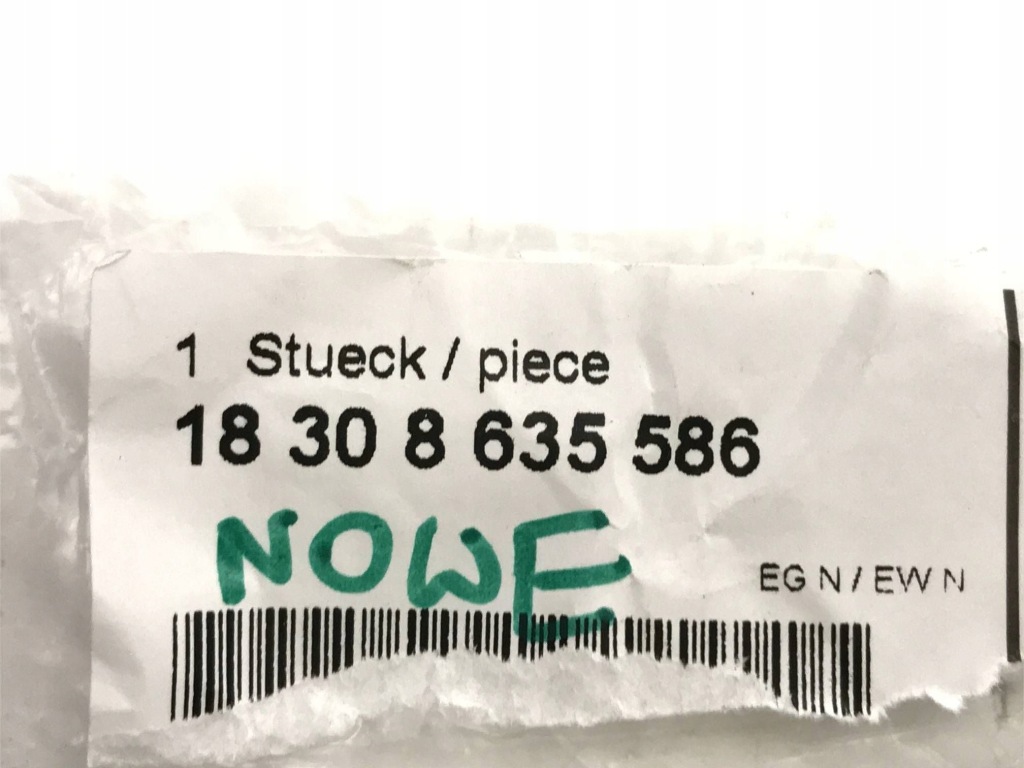 1 Stueck / piece
18 30 8 635 586
NOWE
EG N / EW N